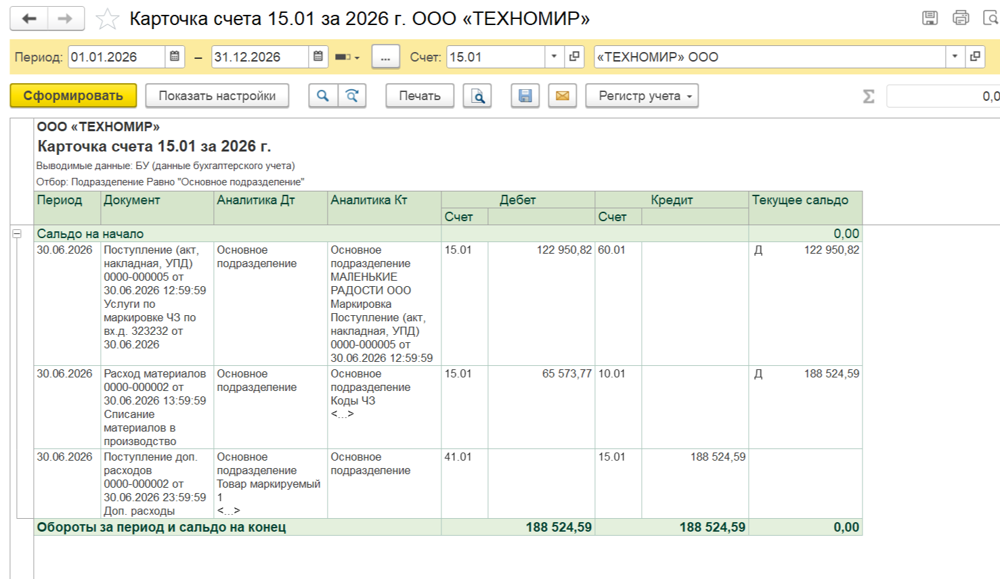 Карточка счета 15.01 за 2026 г. ООО «ТЕХНОМИР»
Период: 01.01.2026 – 31.12.2026 ... Счет: 15.01 «ТЕХНОМИР» ООО
Сформировать Показать настройки Печать Регистр учета Σ 0,0
ООО «ТЕХНОМИР»
Карточка счета 15.01 за 2026 г.
Выводимые данные: БУ (данные бухгалтерского учета)
Отбор: Подразделение Равно "Основное подразделение"
Период Документ Аналитика Дт Аналитика Кт Дебет Кредит Текущее сальдо
Счет Счет
Сальдо на начало 0,00
30.06.2026 Поступление (акт, Основное Основное 15.01 122 950,82 60.01 Д 122 950,82
накладная, УПД) подразделение подразделение
0000-000005 от МАЛЕНЬКИЕ
30.06.2026 12:59:59 РАДОСТИ ООО
Услуги по Маркировка
маркировке ЧЗ по Поступление (акт,
вх.д. 323232 от накладная, УПД)
30.06.2026 0000-000005 от
30.06.2026 12:59:59
30.06.2026 Расход материалов Основное Основное 15.01 65 573,77 10.01 Д 188 524,59
0000-000002 от подразделение подразделение
30.06.2026 13:59:59 Коды ЧЗ
Списание <...>
материалов в
производство
30.06.2026 Поступление доп. Основное Основное 41.01 15.01 188 524,59
расходов подразделение подразделение
0000-000002 от Товар маркируемый
30.06.2026 23:59:59 1
Доп. расходы <...>
Обороты за период и сальдо на конец 188 524,59 188 524,59 0,00